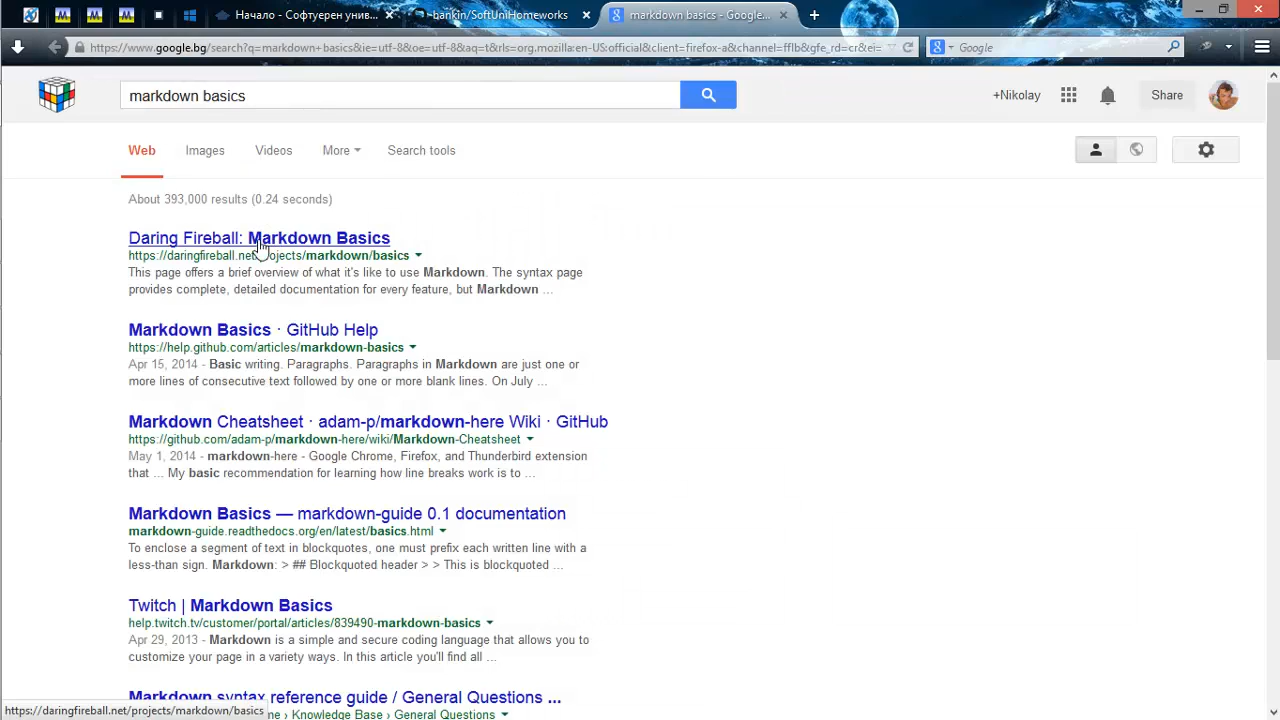 Начало - Софтуерен унив...
hankin/SoftUniHomeworks
markdown basics - Google...
https://www.google.bg/search?q=markdown+basics&ie=utf-8&oe=utf-8&aq=t&rls=org.mozilla:en-US:official&client=firefox-a&channel=fflb&gfe_rd=cr&ei=
Google
markdown basics
+Nikolay
Share
Web
Images
Videos
More
Search tools
About 393,000 results (0.24 seconds)
Daring Fireball: Markdown Basics
https://daringfireball.net/projects/markdown/basics
This page offers a brief overview of what it's like to use Markdown. The syntax page
provides complete, detailed documentation for every feature, but Markdown ...
Markdown Basics · GitHub Help
https://help.github.com/articles/markdown-basics
Apr 15, 2014 - Basic writing. Paragraphs. Paragraphs in Markdown are just one or
more lines of consecutive text followed by one or more blank lines. On July ...
Markdown Cheatsheet · adam-p/markdown-here Wiki · GitHub
https://github.com/adam-p/markdown-here/wiki/Markdown-Cheatsheet
May 1, 2014 - markdown-here - Google Chrome, Firefox, and Thunderbird extension
that ... My basic recommendation for learning how line breaks work is to ...
Markdown Basics — markdown-guide 0.1 documentation
markdown-guide.readthedocs.org/en/latest/basics.html
To enclose a segment of text in blockquotes, one must prefix each written line with a
less-than sign. Markdown: > ## Blockquoted header > > This is blockquoted ...
Twitch | Markdown Basics
help.twitch.tv/customer/portal/articles/839490-markdown-basics
Apr 29, 2013 - Markdown is a simple and secure coding language that allows you to
customize your page in a variety ways. In this article you'll find all ...
Markdown syntax reference guide / General Questions ...
https://daringfireball.net/projects/markdown/basics
› Knowledge Base › General Questions